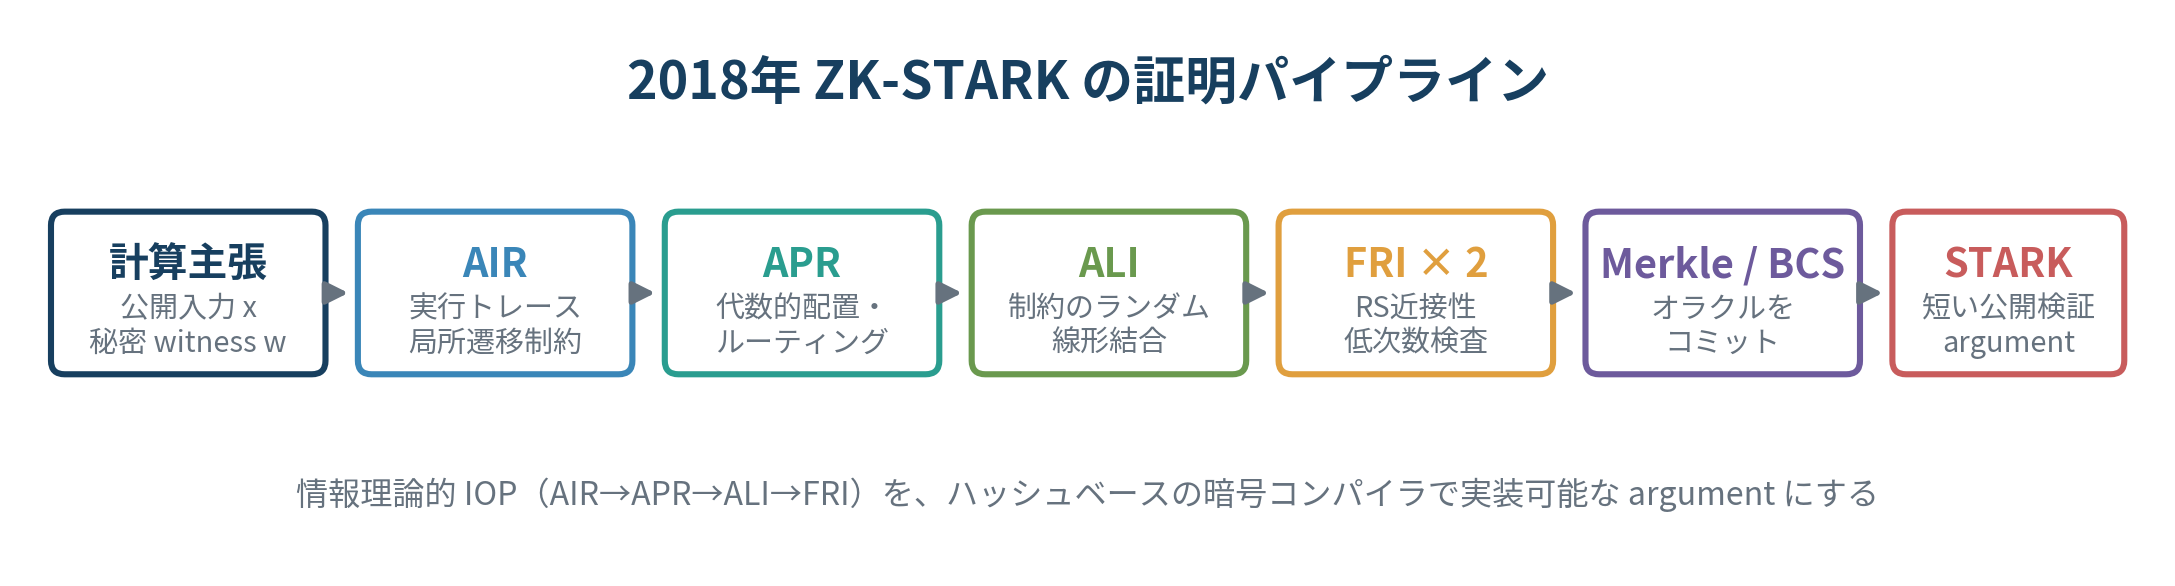 2018年 ZK-STARK の証明パイプライン
計算主張
公開入力 x
秘密 witness w
AIR
実行トレース
局所遷移制約
APR
代数的配置・
ルーティング
ALI
制約のランダム
線形結合
FRI × 2
RS近接性
低次数検査
Merkle / BCS
オラクルを
コミット
STARK
短い公開検証
argument
情報理論的 IOP（AIR→APR→ALI→FRI）を、ハッシュベースの暗号コンパイラで実装可能な argument にする